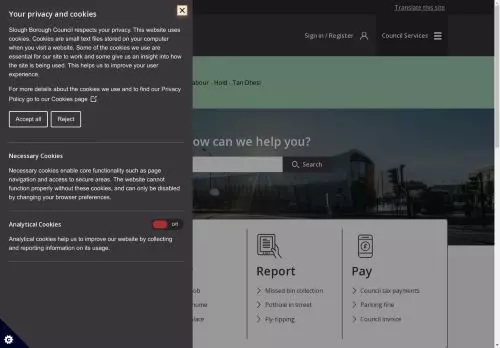 Your privacy and cookies
Slough Borough Council respects your privacy. This website uses
cookies. Cookies are small text files stored on your computer
when you visit a website. Some of the cookies we use are
essential for our site to work and some give us an insight into how
the site is being used. This helps us to improve your user
experience.
For more details about the cookies we use and to find our Privacy
Policy go to our Cookies page
Accept all
Reject
Necessary Cookies
Necessary cookies enable core functionality such as page
navigation and access to secure areas. The website cannot
function properly without these cookies, and can only be disabled
by changing your browser preferences.
Analytical Cookies
Off
Analytical cookies help us to improve our website by collecting
and reporting information on its usage.
Translate this site
Sign in / Register
Council Services
abour - Hold - Tan Dhesi
ow can we help you?
Search
ob
ome
lace
Report
Missed bin collection
Pothole in street
Fly-tipping
Pay
Council tax payments
Parking fine
Council invoice